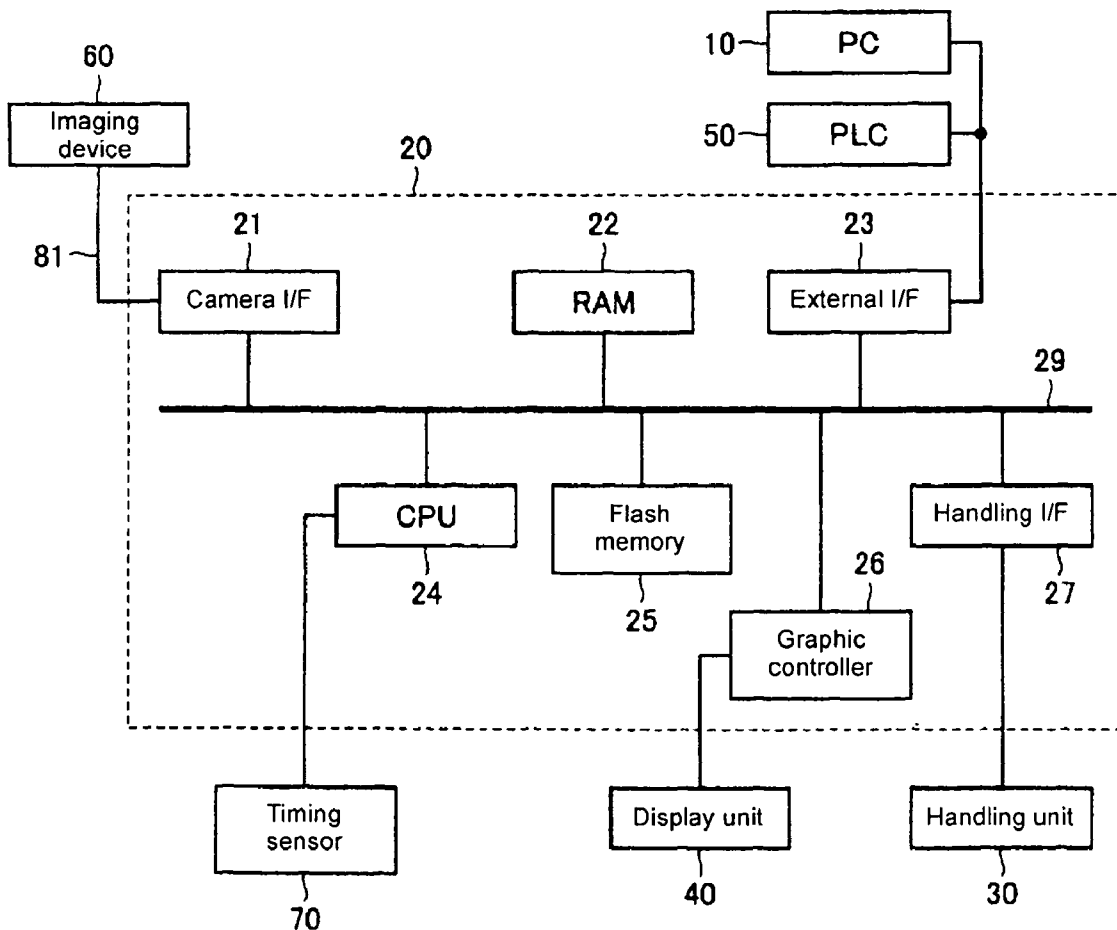 10
PC
60
Imaging
device
50
PLC
20
21
22
23
81
Camera I/F
RAM
External I/F
29
CPU
Flash
memory
Handling I/F
24
25
26
27
Graphic
controller
Timing
sensor
Display unit
Handling unit
70
40
30